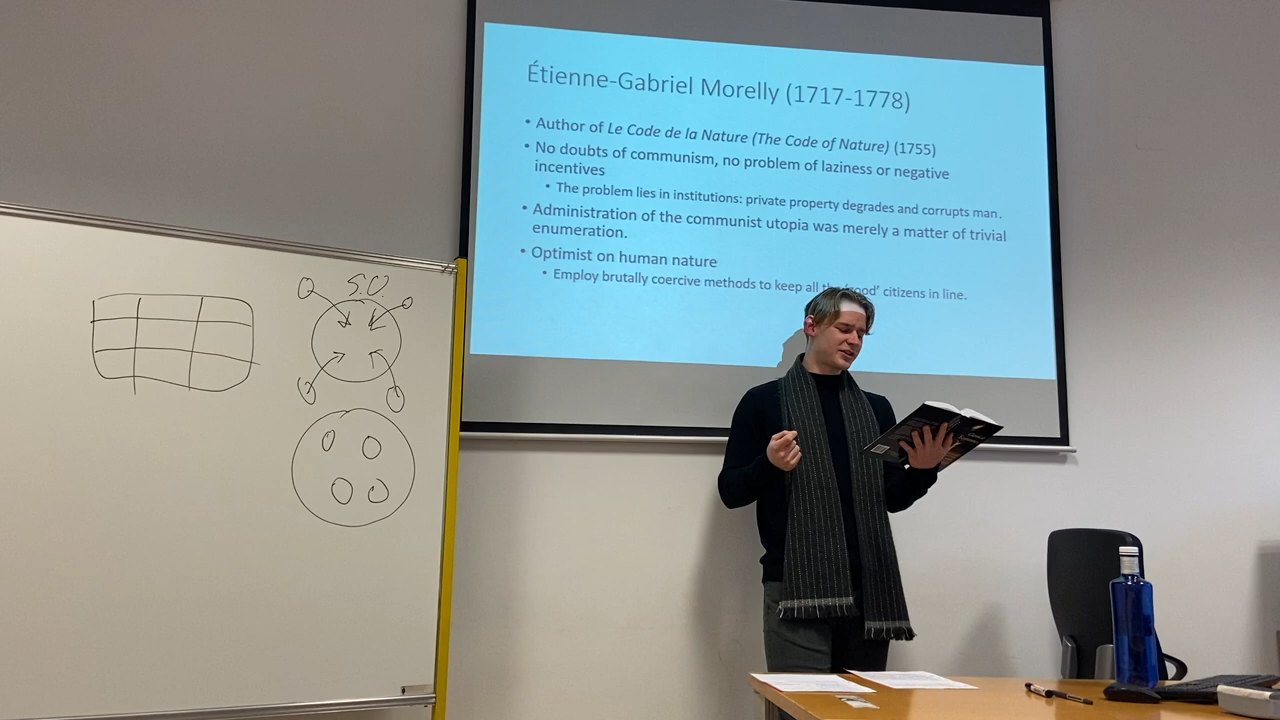 Étienne-Gabriel Morelly (1717-1778)
• Author of Le Code de la Nature (The Code of Nature) (1755)
• No doubts of communism, no problem of laziness or negative
incentives
• The problem lies in institutions: private property degrades and corrupts man.
• Administration of the communist utopia was merely a matter of trivial
enumeration.
• Optimist on human nature
• Employ brutally coercive methods to keep all the 'good' citizens in line.